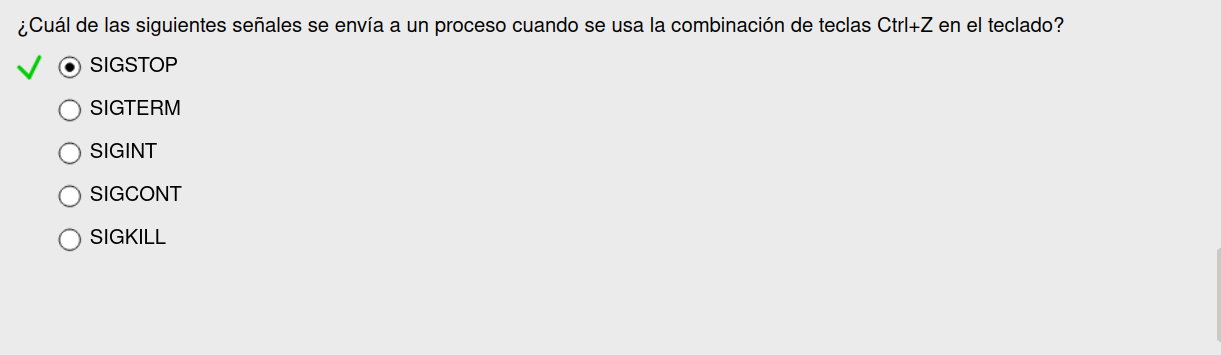 ¿Cuál de las siguientes señales se envía a un proceso cuando se usa la combinación de teclas Ctrl+Z en el teclado?
SIGSTOP
SIGTERM
SIGINT
SIGCONT
SIGKILL